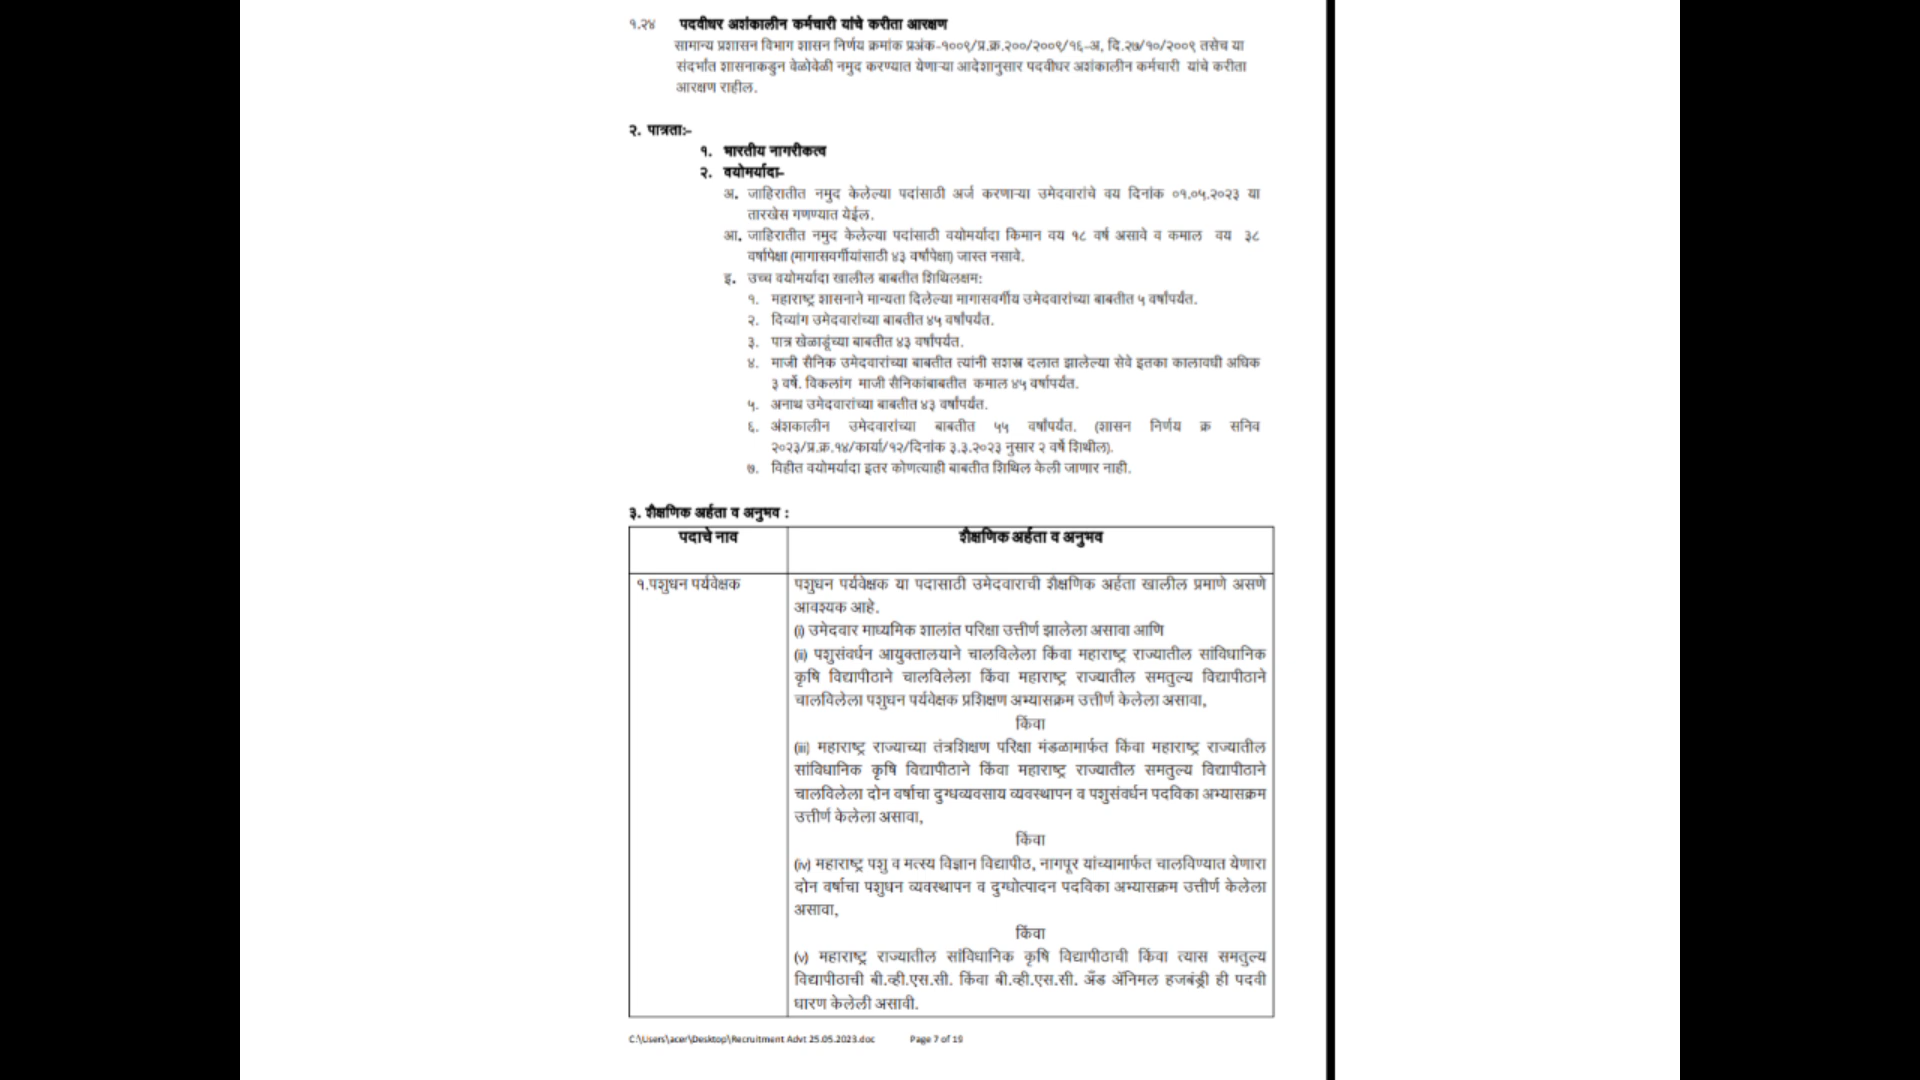 १.२४ पदवीधर अशंकालीन कर्मचारी यांचे करीता आरक्षण
सामान्य प्रशासन विभाग शासन निर्णय क्रमांक प्रअंक-१००९/प्र.क्र.२००/२००९/१६-अ, दि.२७/१०/२००९ तसेच या
संदर्भात शासनाकडुन वेळोवेळी नमुद करण्यात येणाऱ्या आदेशानुसार पदवीधर अशंकालीन कर्मचारी यांचे करीता
आरक्षण राहील.
२. पात्रताः-
१. भारतीय नागरीकत्व
२. वयोमर्यादा-
अ. जाहिरातीत नमुद केलेल्या पदांसाठी अर्ज करणाऱ्या उमेदवारांचे वय दिनांक ०१.०५.२०२३ या
तारखेस गणण्यात येईल.
आ. जाहिरातीत नमुद केलेल्या पदांसाठी वयोमर्यादा किमान वय १८ वर्ष असावे व कमाल वय ३८
वर्षापेक्षा (मागासवर्गीयांसाठी ४३ वर्षापेक्षा) जास्त नसावे.
इ. उच्च वयोमर्यादा खालील बाबतीत शिथिलक्षम:
१. महाराष्ट्र शासनाने मान्यता दिलेल्या मागासवर्गीय उमेदवारांच्या बाबतीत ५ वर्षांपर्यंत.
२. दिव्यांग उमेदवारांच्या बाबतीत ४५ वर्षांपर्यंत.
३. पात्र खेळाडूंच्या बाबतीत ४३ वर्षांपर्यंत.
४. माजी सैनिक उमेदवारांच्या बाबतीत त्यांनी सशस्त्र दलात झालेल्या सेवे इतका कालावधी अधिक
३ वर्षे. विकलांग माजी सैनिकांबाबतीत कमाल ४५ वर्षापर्यंत.
५. अनाथ उमेदवारांच्या बाबतीत ४३ वर्षांपर्यंत.
६. अंशकालीन उमेदवारांच्या बाबतीत ५५ वर्षांपर्यंत. (शासन निर्णय क्र सनिव
२०२३/प्र.क्र.१४/कार्या/१२/दिनांक ३.३.२०२३ नुसार २ वर्षे शिथील).
७. विहीत वयोमर्यादा इतर कोणत्याही बाबतीत शिथिल केली जाणार नाही.
३. शैक्षणिक अर्हता व अनुभव :
पदाचे नाव शैक्षणिक अर्हता व अनुभव
१.पशुधन पर्यवेक्षक पशुधन पर्यवेक्षक या पदासाठी उमेदवाराची शैक्षणिक अर्हता खालील प्रमाणे असणे
आवश्यक आहे.
(i) उमेदवार माध्यमिक शालांत परिक्षा उत्तीर्ण झालेला असावा आणि
(ii) पशुसंवर्धन आयुक्तालयाने चालविलेला किंवा महाराष्ट्र राज्यातील सांविधानिक
कृषि विद्यापीठाने चालविलेला किंवा महाराष्ट्र राज्यातील समतुल्य विद्यापीठाने
चालविलेला पशुधन पर्यवेक्षक प्रशिक्षण अभ्यासक्रम उत्तीर्ण केलेला असावा,
किंवा
(iii) महाराष्ट्र राज्याच्या तंत्रशिक्षण परिक्षा मंडळामार्फत किंवा महाराष्ट्र राज्यातील
सांविधानिक कृषि विद्यापीठाने किंवा महाराष्ट्र राज्यातील समतुल्य विद्यापीठाने
चालविलेला दोन वर्षाचा दुग्धव्यवसाय व्यवस्थापन व पशुसंवर्धन पदविका अभ्यासक्रम
उत्तीर्ण केलेला असावा,
किंवा
(iv) महाराष्ट्र पशु व मत्स्य विज्ञान विद्यापीठ, नागपूर यांच्यामार्फत चालविण्यात येणारा
दोन वर्षाचा पशुधन व्यवस्थापन व दुग्धोत्पादन पदविका अभ्यासक्रम उत्तीर्ण केलेला
असावा,
किंवा
(v) महाराष्ट्र राज्यातील सांविधानिक कृषि विद्यापीठाची किंवा त्यास समतुल्य
विद्यापीठाची बी.व्ही.एस.सी. किंवा बी.व्ही.एस.सी. अँड ॲनिमल हजबंड्री ही पदवी
धारण केलेली असावी.
C:\Users\acer\Desktop\Recruitment Advt 25.05.2023.doc Page 7 of 19